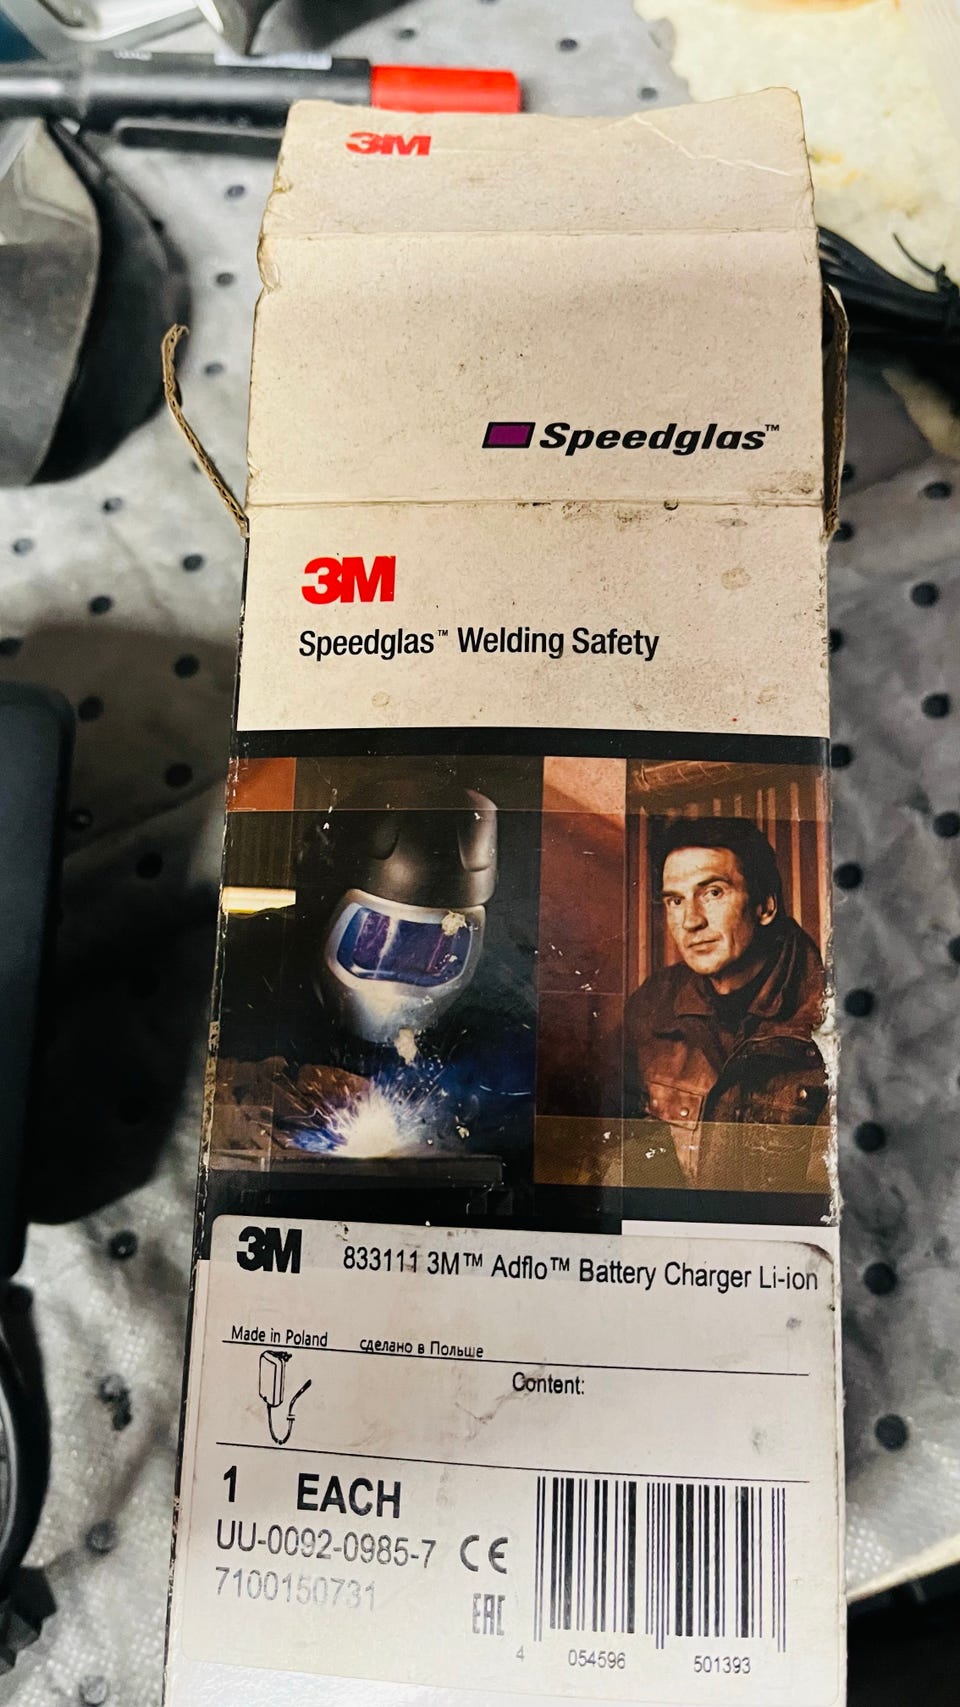 3M
Speedglas™
3M
Speedglas™ Welding Safety
3M 833111 3M™ Adflo™ Battery Charger Li-ion
Made in Poland сделано в Польше
Content:
1 EACH
UU-0092-0985-7 CE
7100150731
EAC
4 054596 501393